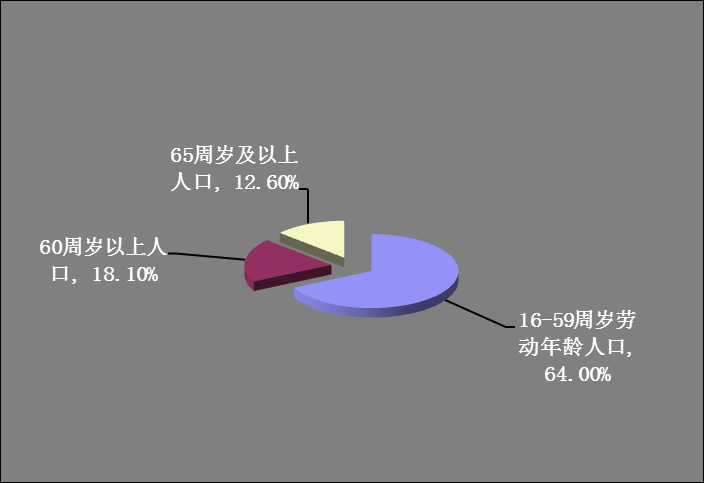 65周岁及以上
人口, 12.60%
60周岁以上人
口, 18.10%
16-59周岁劳
动年龄人口,
64.00%